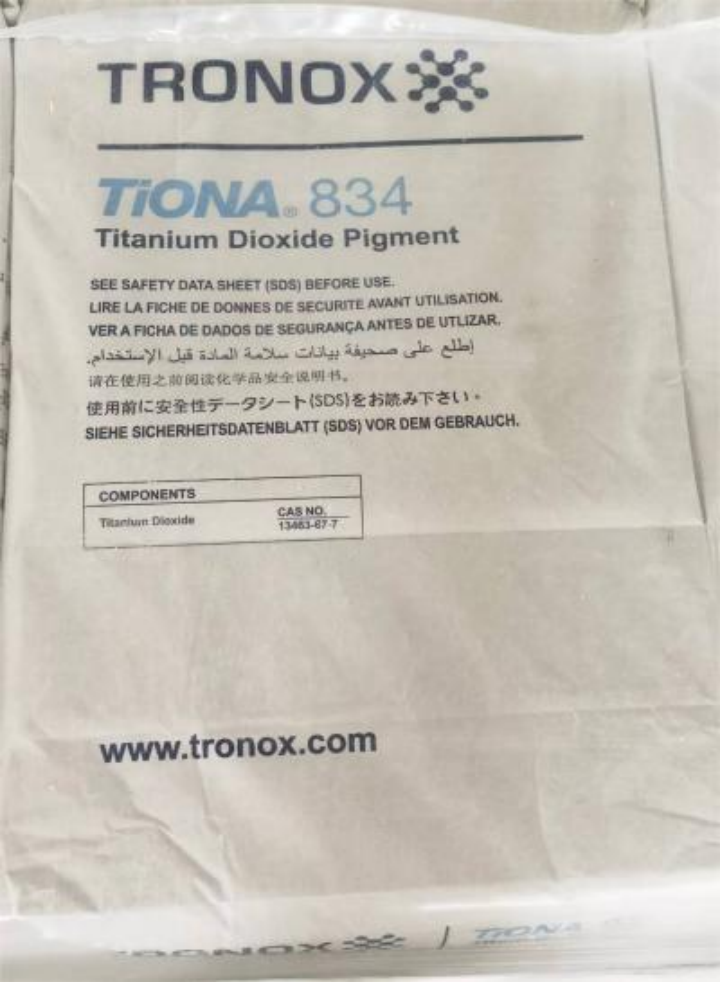 TRONOX
TiONA® 834
Titanium Dioxide Pigment
SEE SAFETY DATA SHEET (SDS) BEFORE USE.
LIRE LA FICHE DE DONNES DE SECURITE AVANT UTILISATION.
VER A FICHA DE DADOS DE SEGURANÇA ANTES DE UTLIZAR.
إطلع على صحيفة بيانات سلامة المادة قبل الإستخدام.
请在使用之前阅读化学品安全说明书。
使用前に安全性データシート(SDS)をお読み下さい。
SIEHE SICHERHEITSDATENBLATT (SDS) VOR DEM GEBRAUCH.
COMPONENTS
Titanium Dioxide
CAS NO.
13463-67-7
www.tronox.com
TRONOX / TiONA